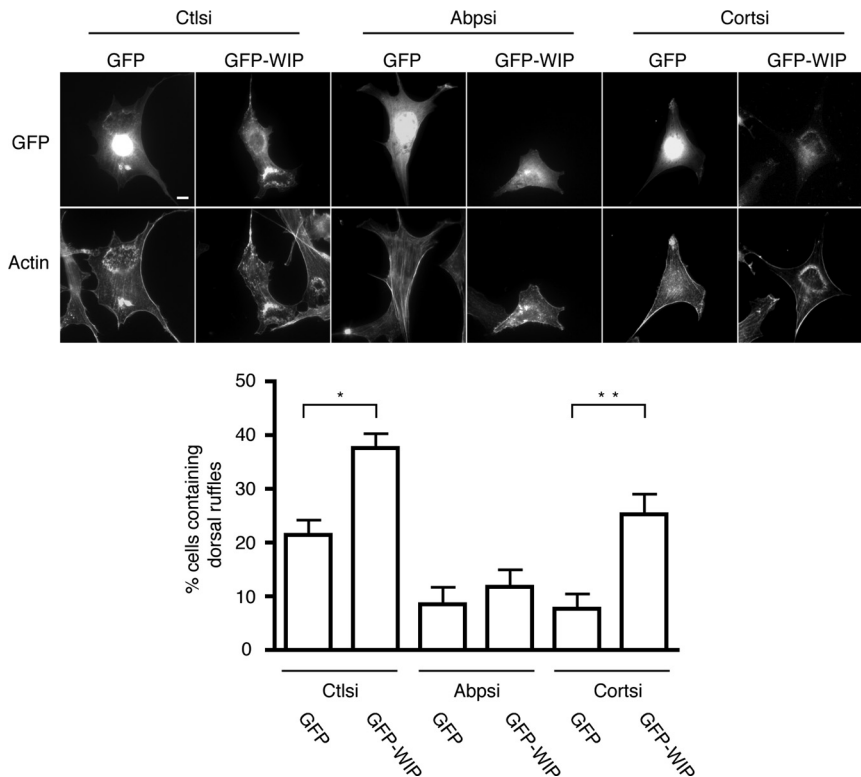 Ctlsi Abpsi Cortsi
GFP GFP-WIP GFP GFP-WIP GFP GFP-WIP
GFP
Actin
50
* * *
40
30
20
10
0
% cells containing
dorsal ruffles
Ctlsi Abpsi Cortsi
GFP GFP-WIP GFP GFP-WIP GFP GFP-WIP